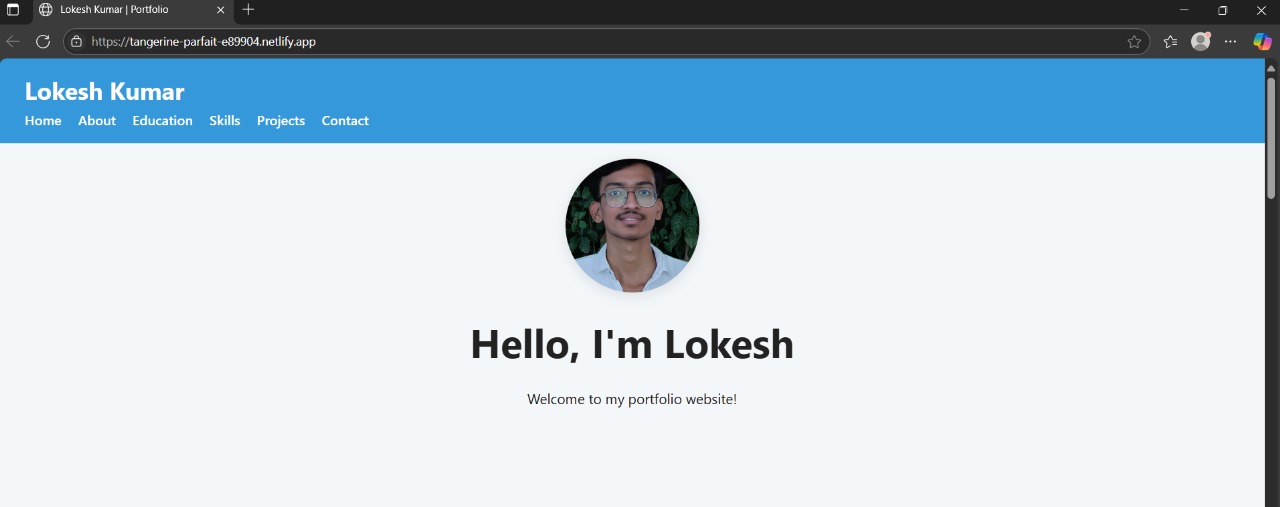 Lokesh Kumar | Portfolio
https://tangerine-parfait-e89904.netlify.app
Lokesh Kumar
Home About Education Skills Projects Contact
Hello, I'm Lokesh
Welcome to my portfolio website!